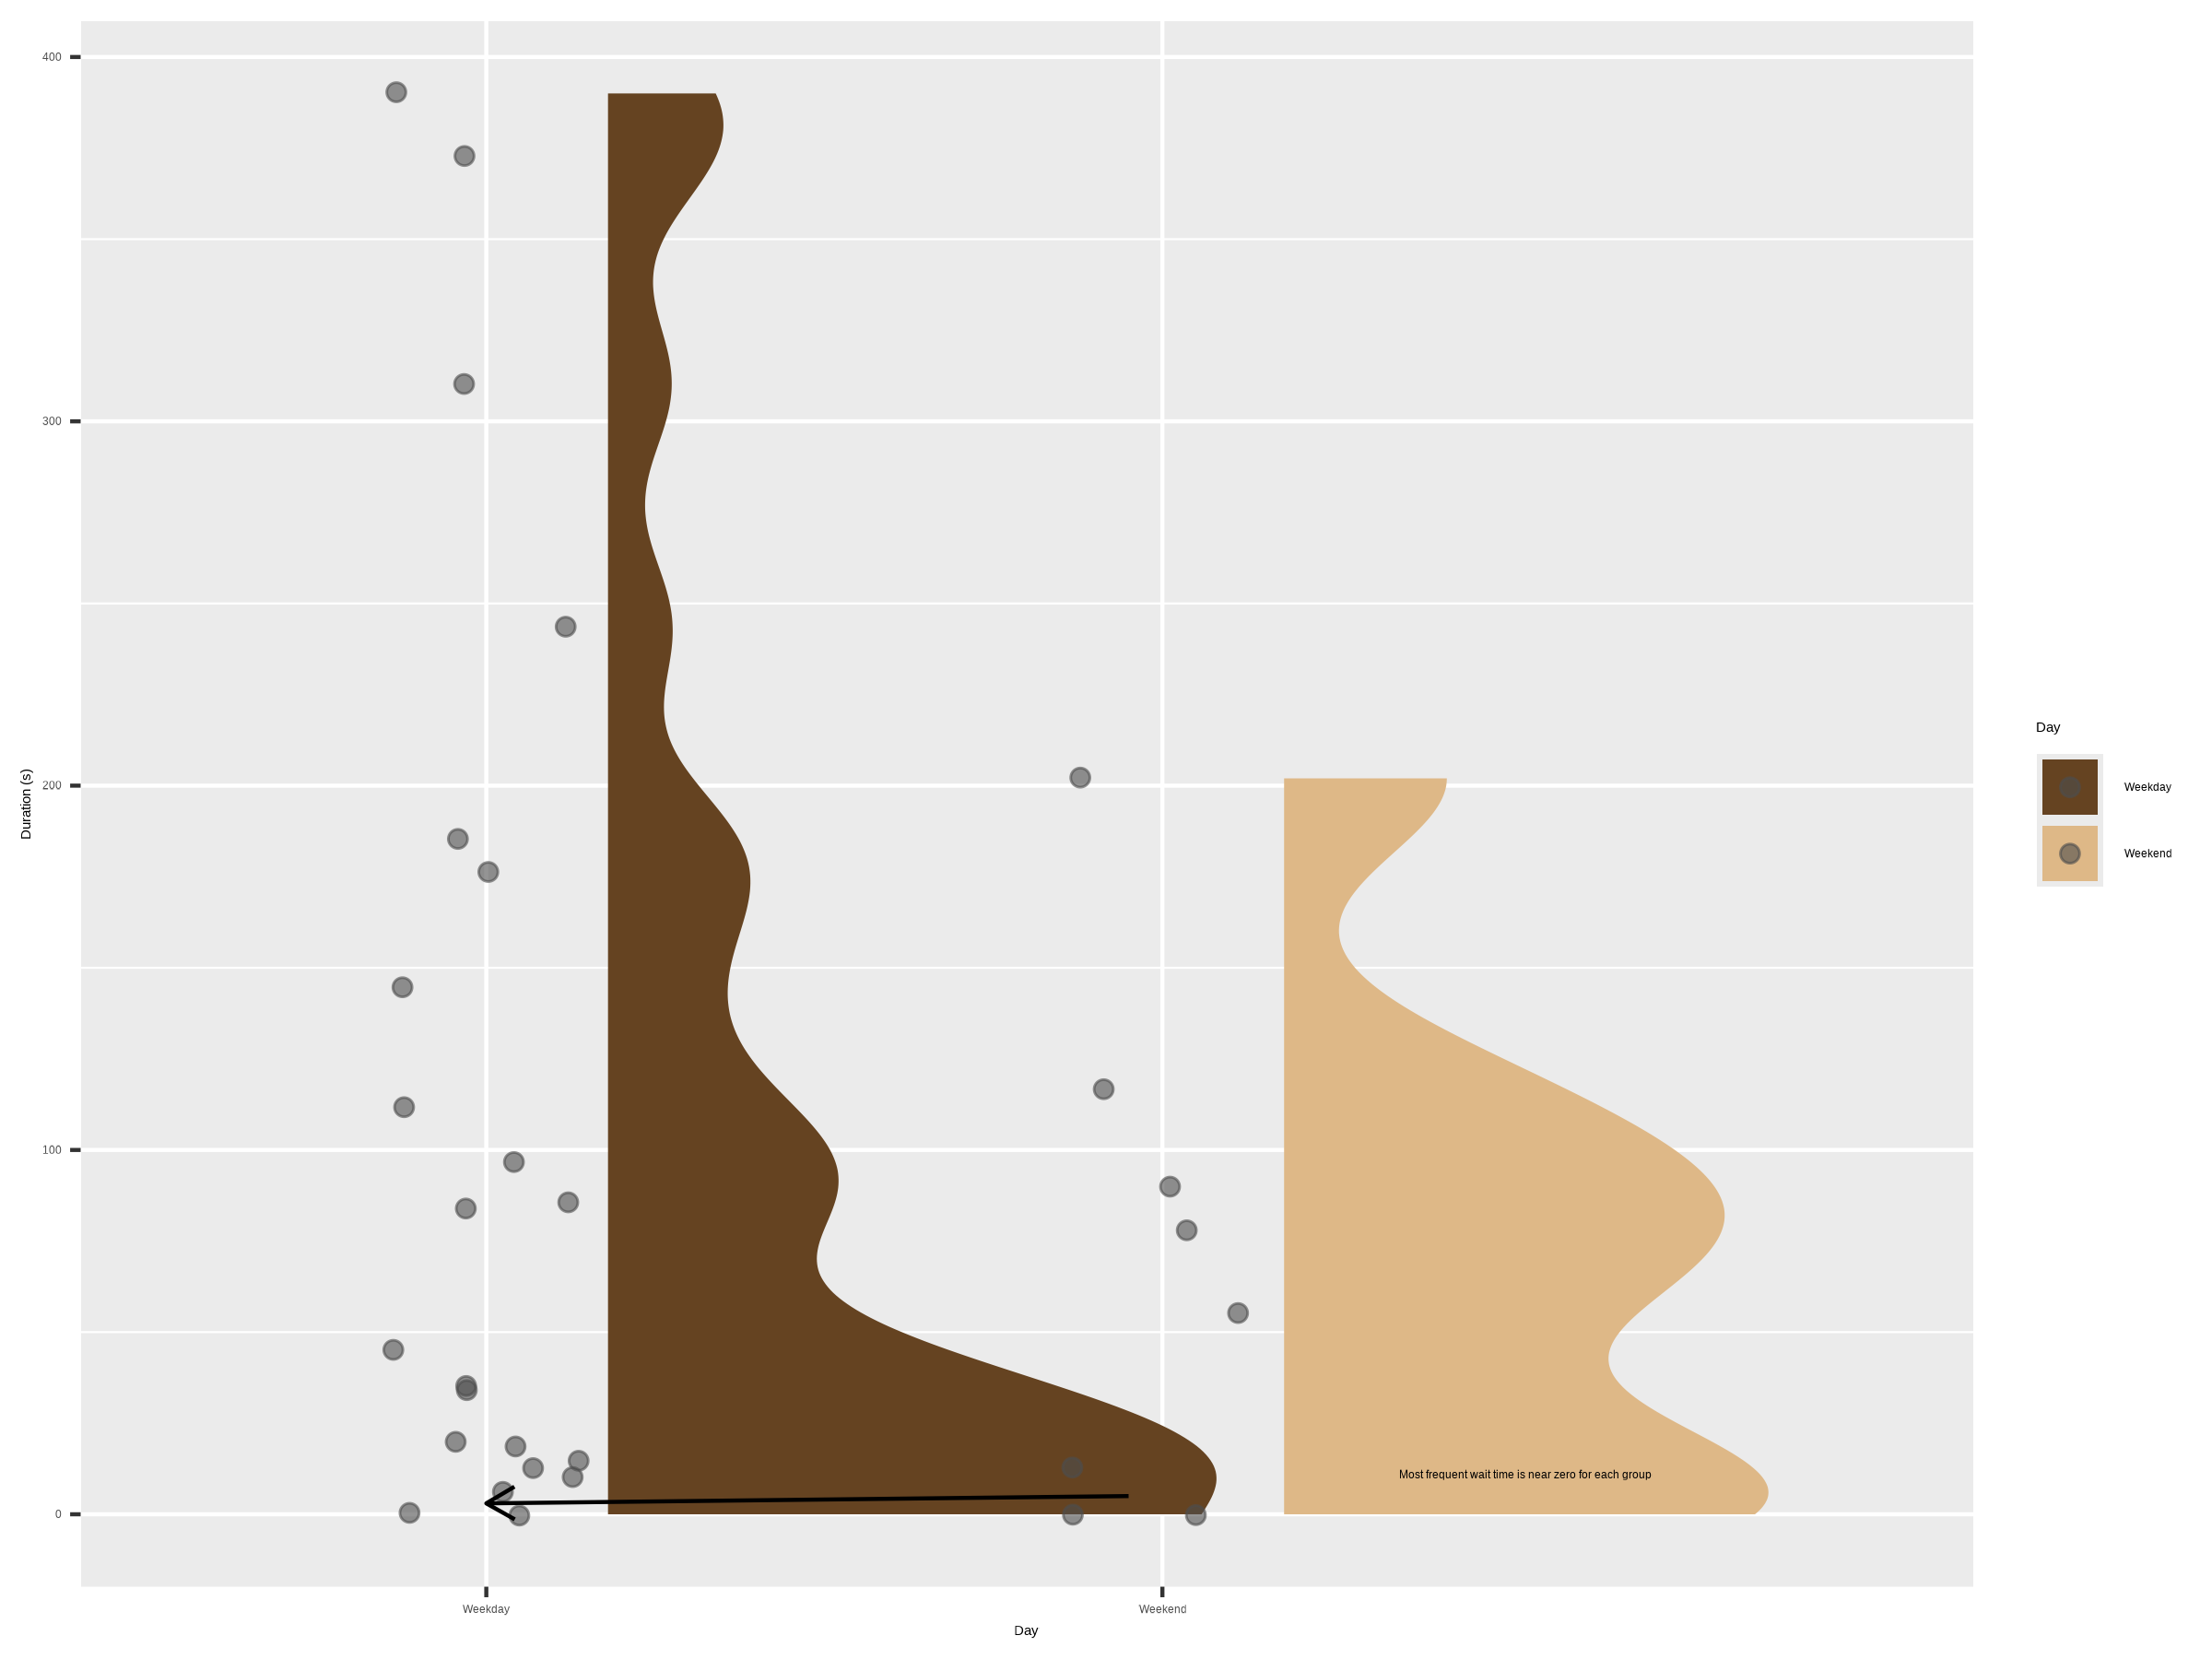 400
300
200
100
0
Duration (s)
Weekday
Weekend
Day
Most frequent wait time is near zero for each group
Day
Weekday
Weekend